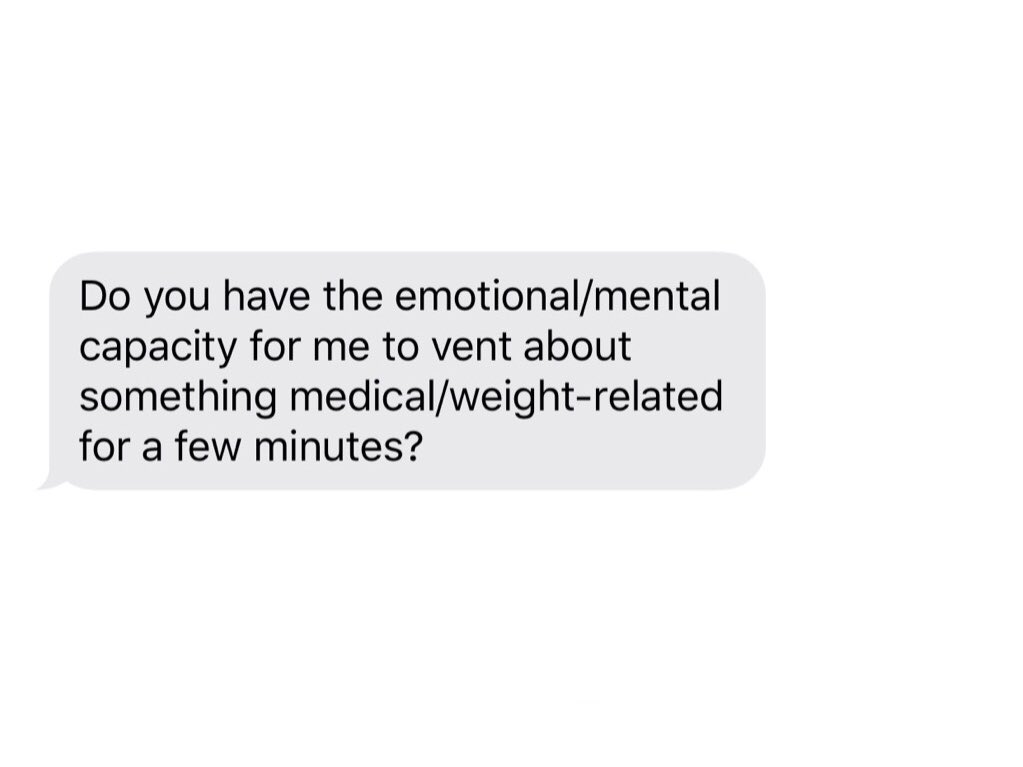 Do you have the emotional/mental
capacity for me to vent about
something medical/weight-related
for a few minutes?